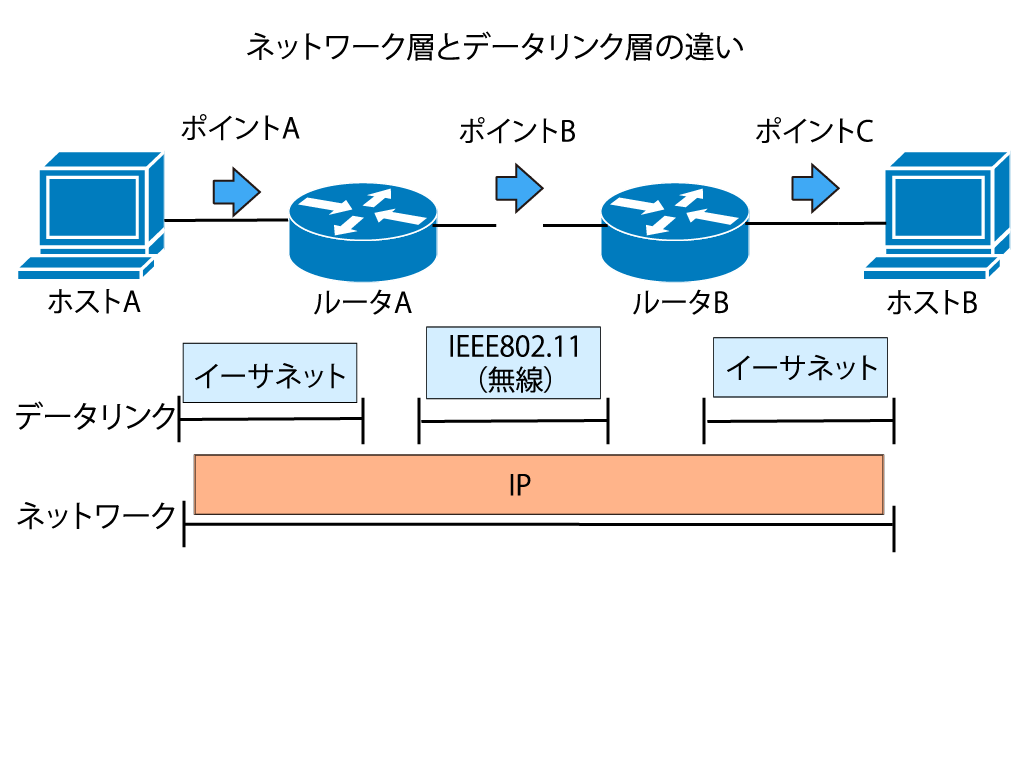 ネットワーク層とデータリンク層の違い
ポイントA
ポイントB
ポイントC
ホストA
ルータA
ルータB
ホストB
イーサネット
IEEE802.11
（無線）
イーサネット
データリンク
IP
ネットワーク